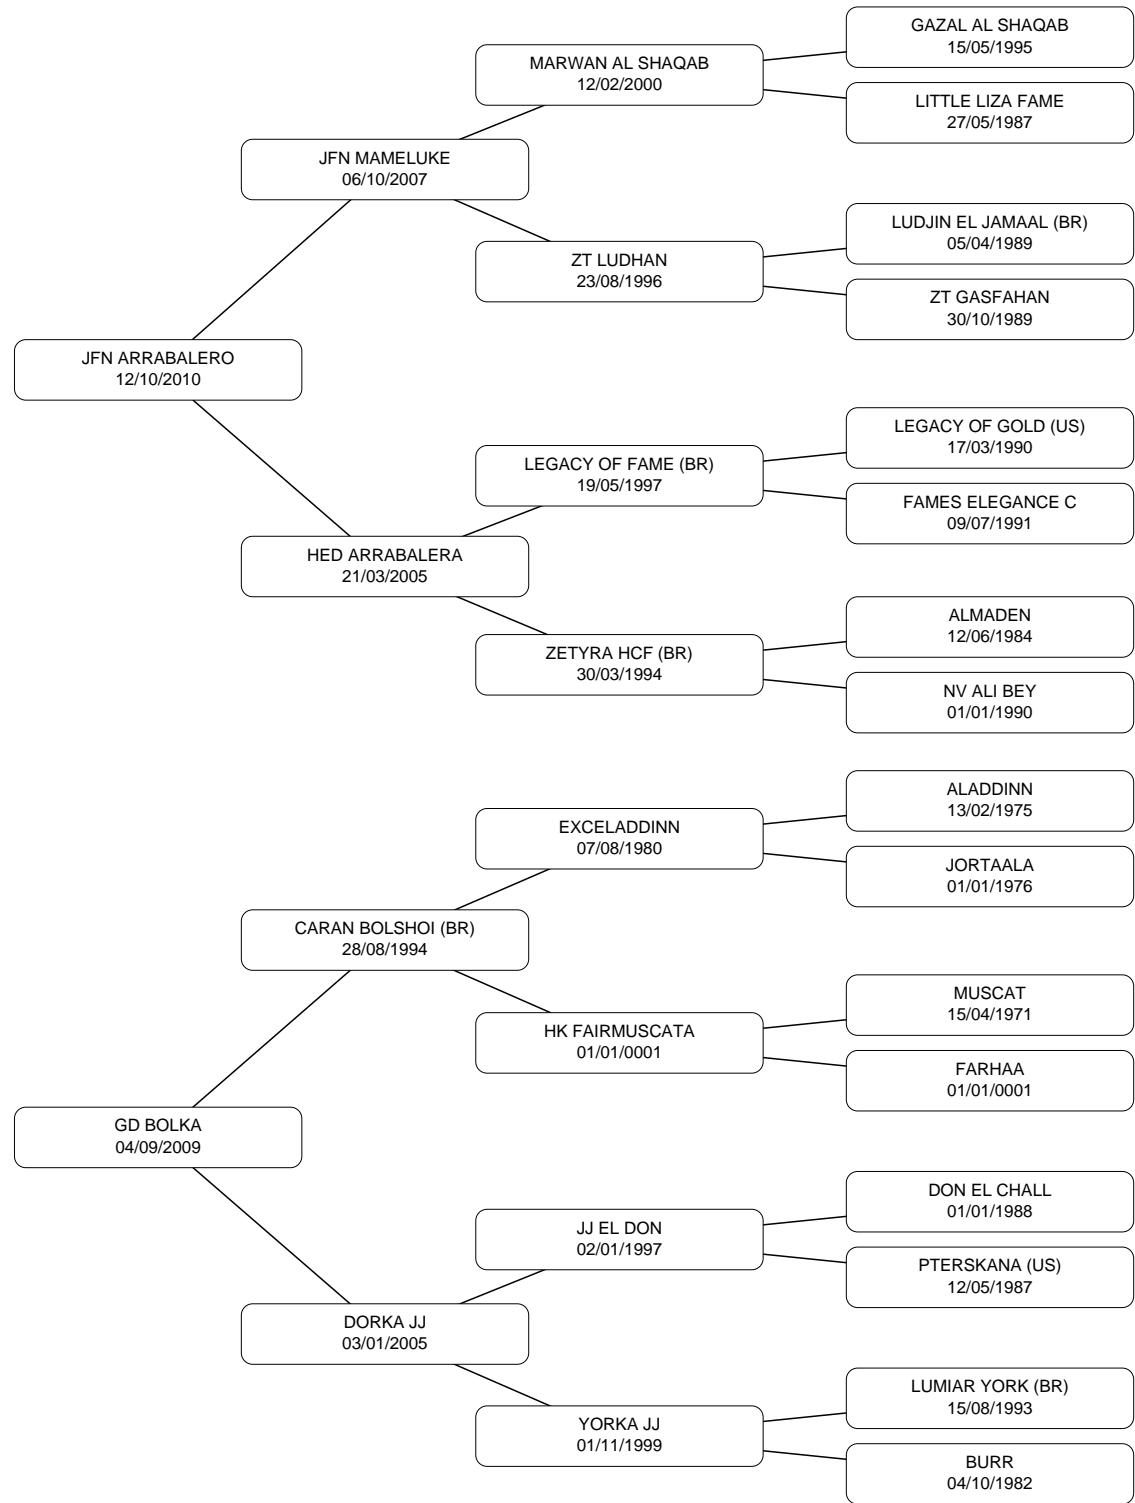 GAZAL AL SHAQAB
15/05/1995
MARWAN AL SHAQAB
12/02/2000
LITTLE LIZA FAME
27/05/1987
JFN MAMELUKE
06/10/2007
LUDJIN EL JAMAAL (BR)
05/04/1989
ZT LUDHAN
23/08/1996
ZT GASFAHAN
30/10/1989
JFN ARRABALERO
12/10/2010
LEGACY OF GOLD (US)
17/03/1990
LEGACY OF FAME (BR)
19/05/1997
FAMES ELEGANCE C
09/07/1991
HED ARRABALERA
21/03/2005
ALMADEN
12/06/1984
ZETYRA HCF (BR)
30/03/1994
NV ALI BEY
01/01/1990
ALADDINN
13/02/1975
EXCELADDINN
07/08/1980
JORTAALA
01/01/1976
CARAN BOLSHOI (BR)
28/08/1994
MUSCAT
15/04/1971
HK FAIRMUSCATA
01/01/0001
FARHAA
01/01/0001
GD BOLKA
04/09/2009
DON EL CHALL
01/01/1988
JJ EL DON
02/01/1997
PTERSKANA (US)
12/05/1987
DORKA JJ
03/01/2005
LUMIAR YORK (BR)
15/08/1993
YORKA JJ
01/11/1999
BURR
04/10/1982